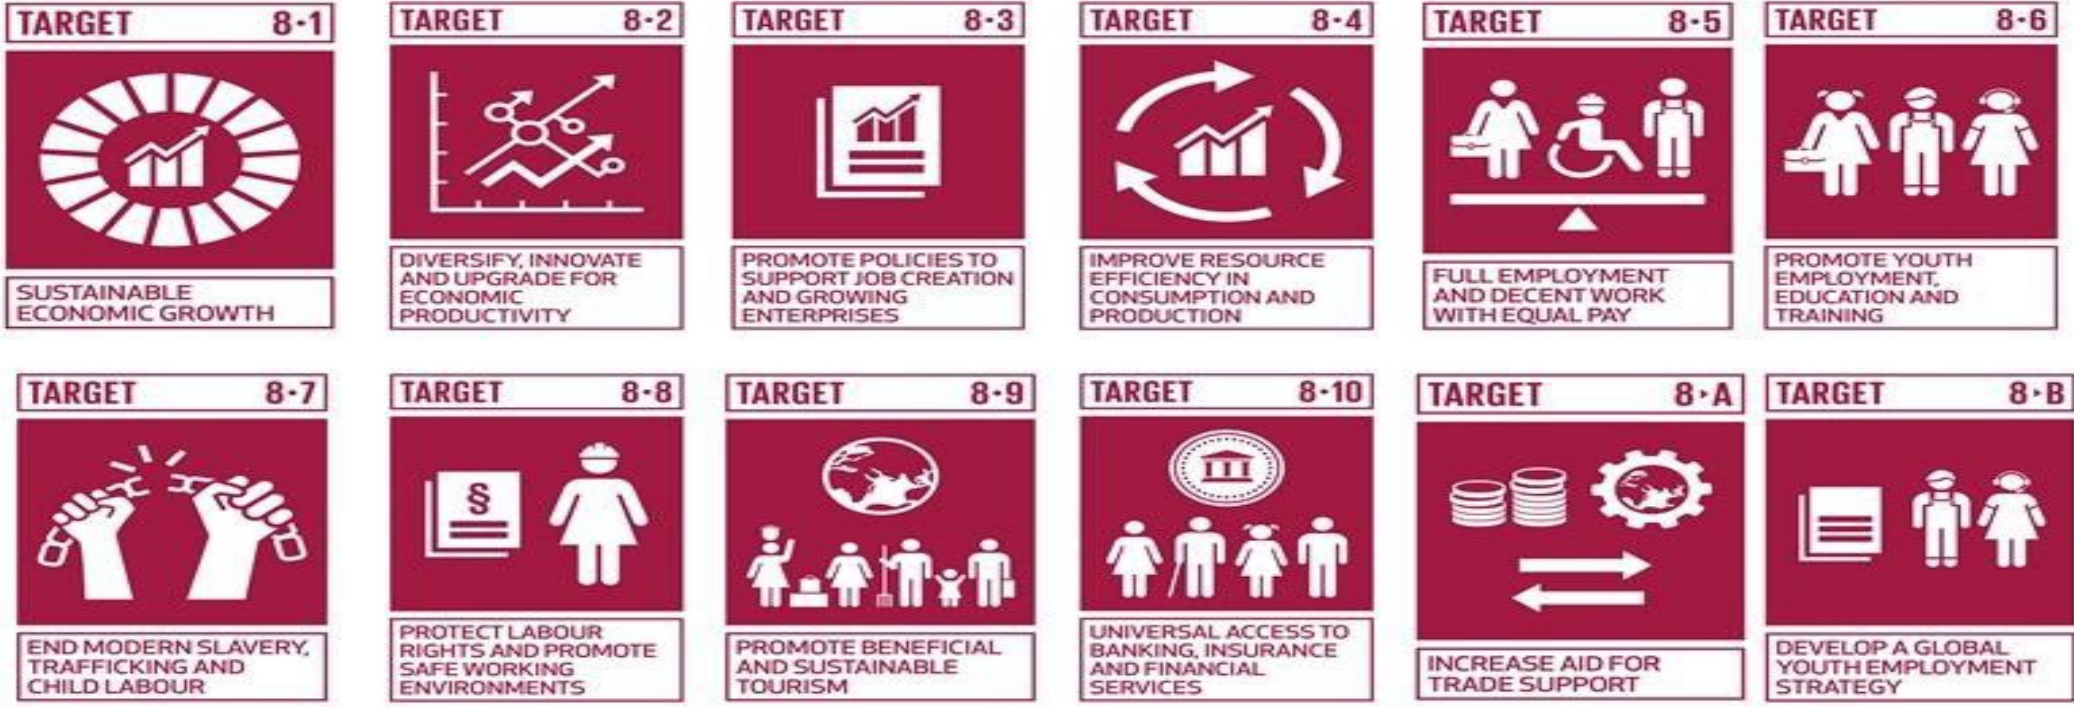 TARGET 8·1
SUSTAINABLE
ECONOMIC GROWTH
TARGET 8·2
DIVERSIFY, INNOVATE
AND UPGRADE FOR
ECONOMIC
PRODUCTIVITY
TARGET 8·3
PROMOTE POLICIES TO
SUPPORT JOB CREATION
AND GROWING
ENTERPRISES
TARGET 8·4
IMPROVE RESOURCE
EFFICIENCY IN
CONSUMPTION AND
PRODUCTION
TARGET 8·5
FULL EMPLOYMENT
AND DECENT WORK
WITH EQUAL PAY
TARGET 8·6
PROMOTE YOUTH
EMPLOYMENT,
EDUCATION AND
TRAINING
TARGET 8·7
END MODERN SLAVERY,
TRAFFICKING AND
CHILD LABOUR
TARGET 8·8
§
PROTECT LABOUR
RIGHTS AND PROMOTE
SAFE WORKING
ENVIRONMENTS
TARGET 8·9
PROMOTE BENEFICIAL
AND SUSTAINABLE
TOURISM
TARGET 8·10
UNIVERSAL ACCESS TO
BANKING, INSURANCE
AND FINANCIAL
SERVICES
TARGET 8·A
INCREASE AID FOR
TRADE SUPPORT
TARGET 8·B
DEVELOP A GLOBAL
YOUTH EMPLOYMENT
STRATEGY